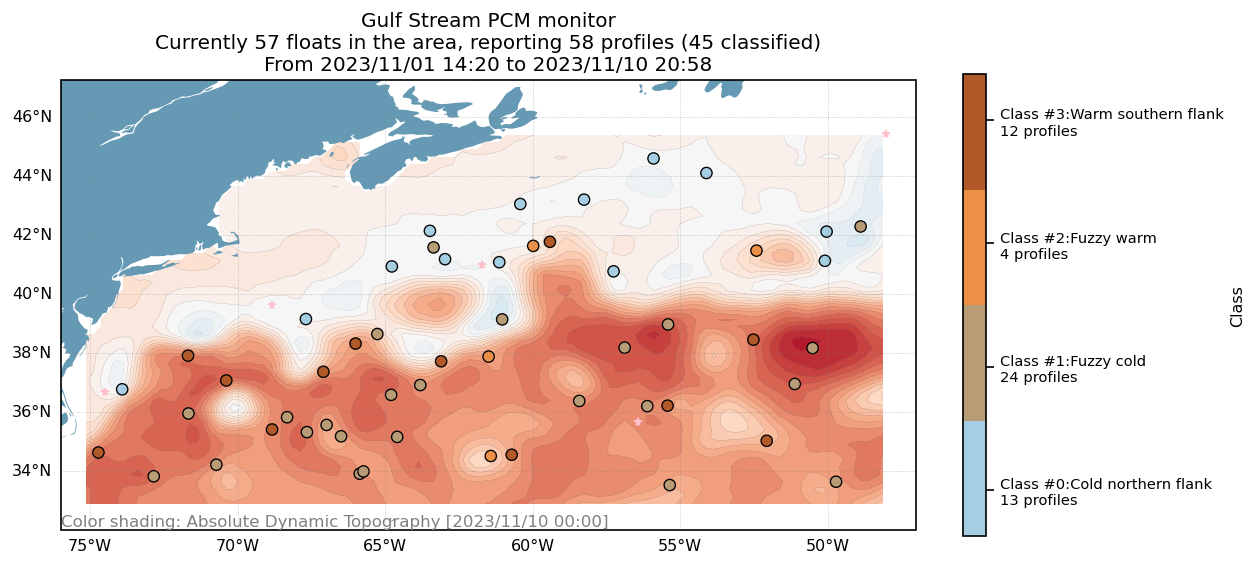 Gulf Stream PCM monitor
Currently 57 floats in the area, reporting 58 profiles (45 classified)
From 2023/11/01 14:20 to 2023/11/10 20:58
46°N
44°N
42°N
40°N
38°N
36°N
34°N
Color shading: Absolute Dynamic Topography [2023/11/10 00:00]
75°W
70°W
65°W
60°W
55°W
50°W
Class #3:Warm southern flank
12 profiles
Class #2:Fuzzy warm
4 profiles
Class #1:Fuzzy cold
24 profiles
Class #0:Cold northern flank
13 profiles
Class